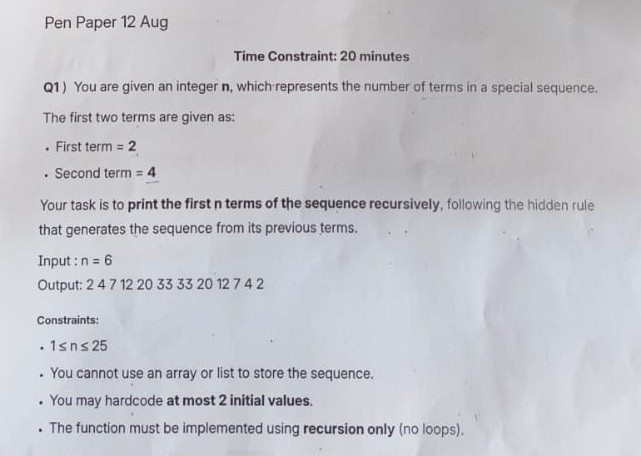 Pen Paper 12 Aug
Time Constraint: 20 minutes
Q1) You are given an integer n, which represents the number of terms in a special sequence.
The first two terms are given as:
• First term = 2
• Second term = 4
Your task is to print the first n terms of the sequence recursively, following the hidden rule
that generates the sequence from its previous terms.
Input : n = 6
Output: 2 4 7 12 20 33 33 20 12 7 4 2
Constraints:
• 1≤n≤25
• You cannot use an array or list to store the sequence.
• You may hardcode at most 2 initial values.
• The function must be implemented using recursion only (no loops).